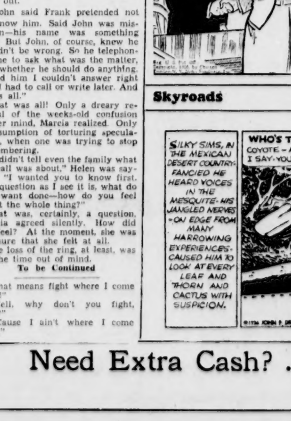 out.
ohn said Frank pretended not
now him. Said John was mis-
n—his name was something
But John, of course, knew he
dn't be wrong. So he telephon-
me to ask what was the matter,
whether he should do anything.
d him I couldn't answer right
I had to call or write later. And
s all."
at was all! Only a dreary re-
l of the weeks-old confusion
er mind, Marcia realized. Only
umption of torturing specula-
, when one was trying to stop
mbering.
didn't tell even the family what
all was about," Helen was say-
"I wanted you to know first.
question as I see it is, what do
want done—how do you feel
t the whole thing?"
at was, certainly, a question.
ia agreed silently. How did
eel? At the moment, she was
ure that she felt at all.
e loss of the ring, at least, was
he time out of mind.
To be Continued
hat means fight where I come
ell, why don't you fight,
'Cause I ain't where I come
Skyroads
SILKY SIMS, IN
THE MEXICAN
DESERT COUNTRY,
FANCIED HE
HEARD VOICES
IN THE
MESQUITE. HIS
JANGLED NERVES
-ON EDGE FROM
MANY
HARROWING
EXPERIENCES-
CAUSED HIM TO
LOOK AT EVERY
LEAF AND
THORN AND
CACTUS WITH
SUSPICION.
WHO'S T
COYOTE -
I SAY - YOU
Need Extra Cash? .